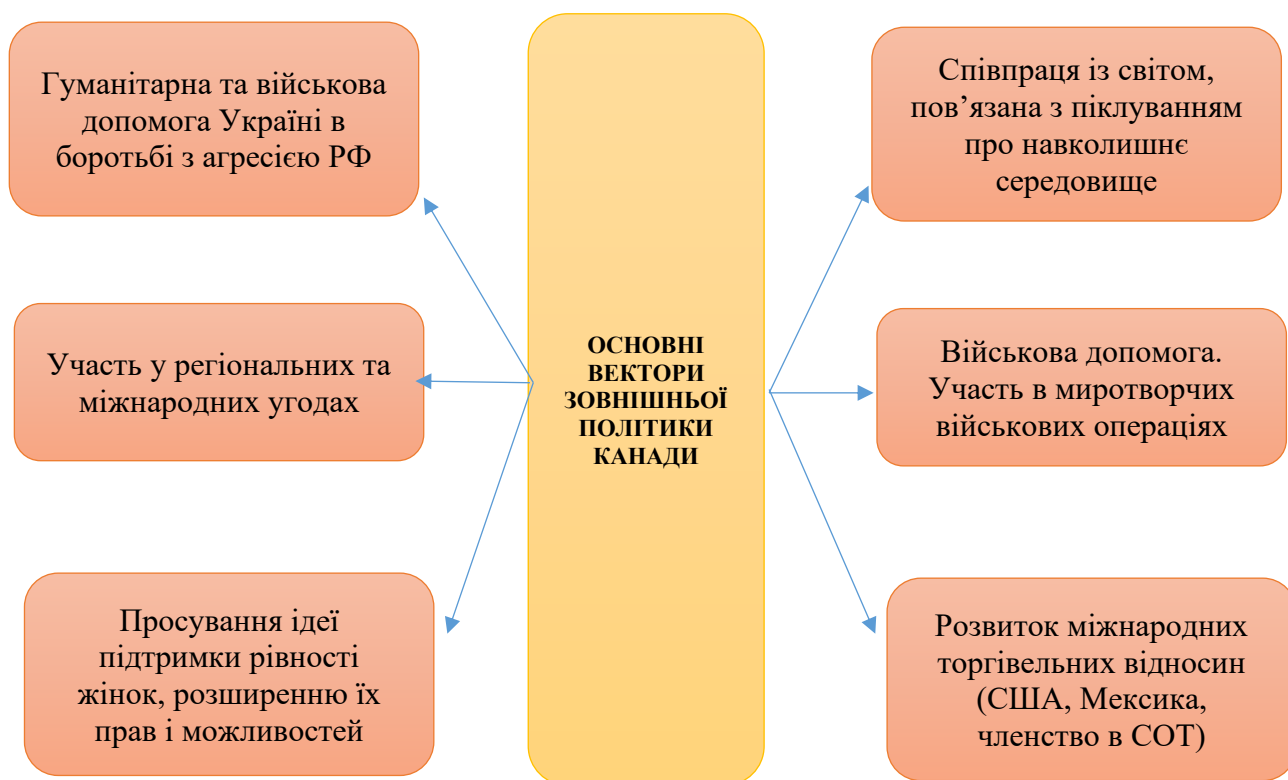 Гуманітарна та військова
допомога Україні в
боротьбі з агресією РФ
Участь у регіональних та
міжнародних угодах
Просування ідеї
підтримки рівності
жінок, розширенню їх
прав і можливостей
ОСНОВНІ
ВЕКТОРИ
ЗОВНІШНЬОЇ
ПОЛІТИКИ
КАНАДИ
Співпраця із світом,
пов’язана з піклуванням
про навколишнє
середовище
Військова допомога.
Участь в миротворчих
військових операціях
Розвиток міжнародних
торгівельних відносин
(США, Мексика,
членство в СОТ)